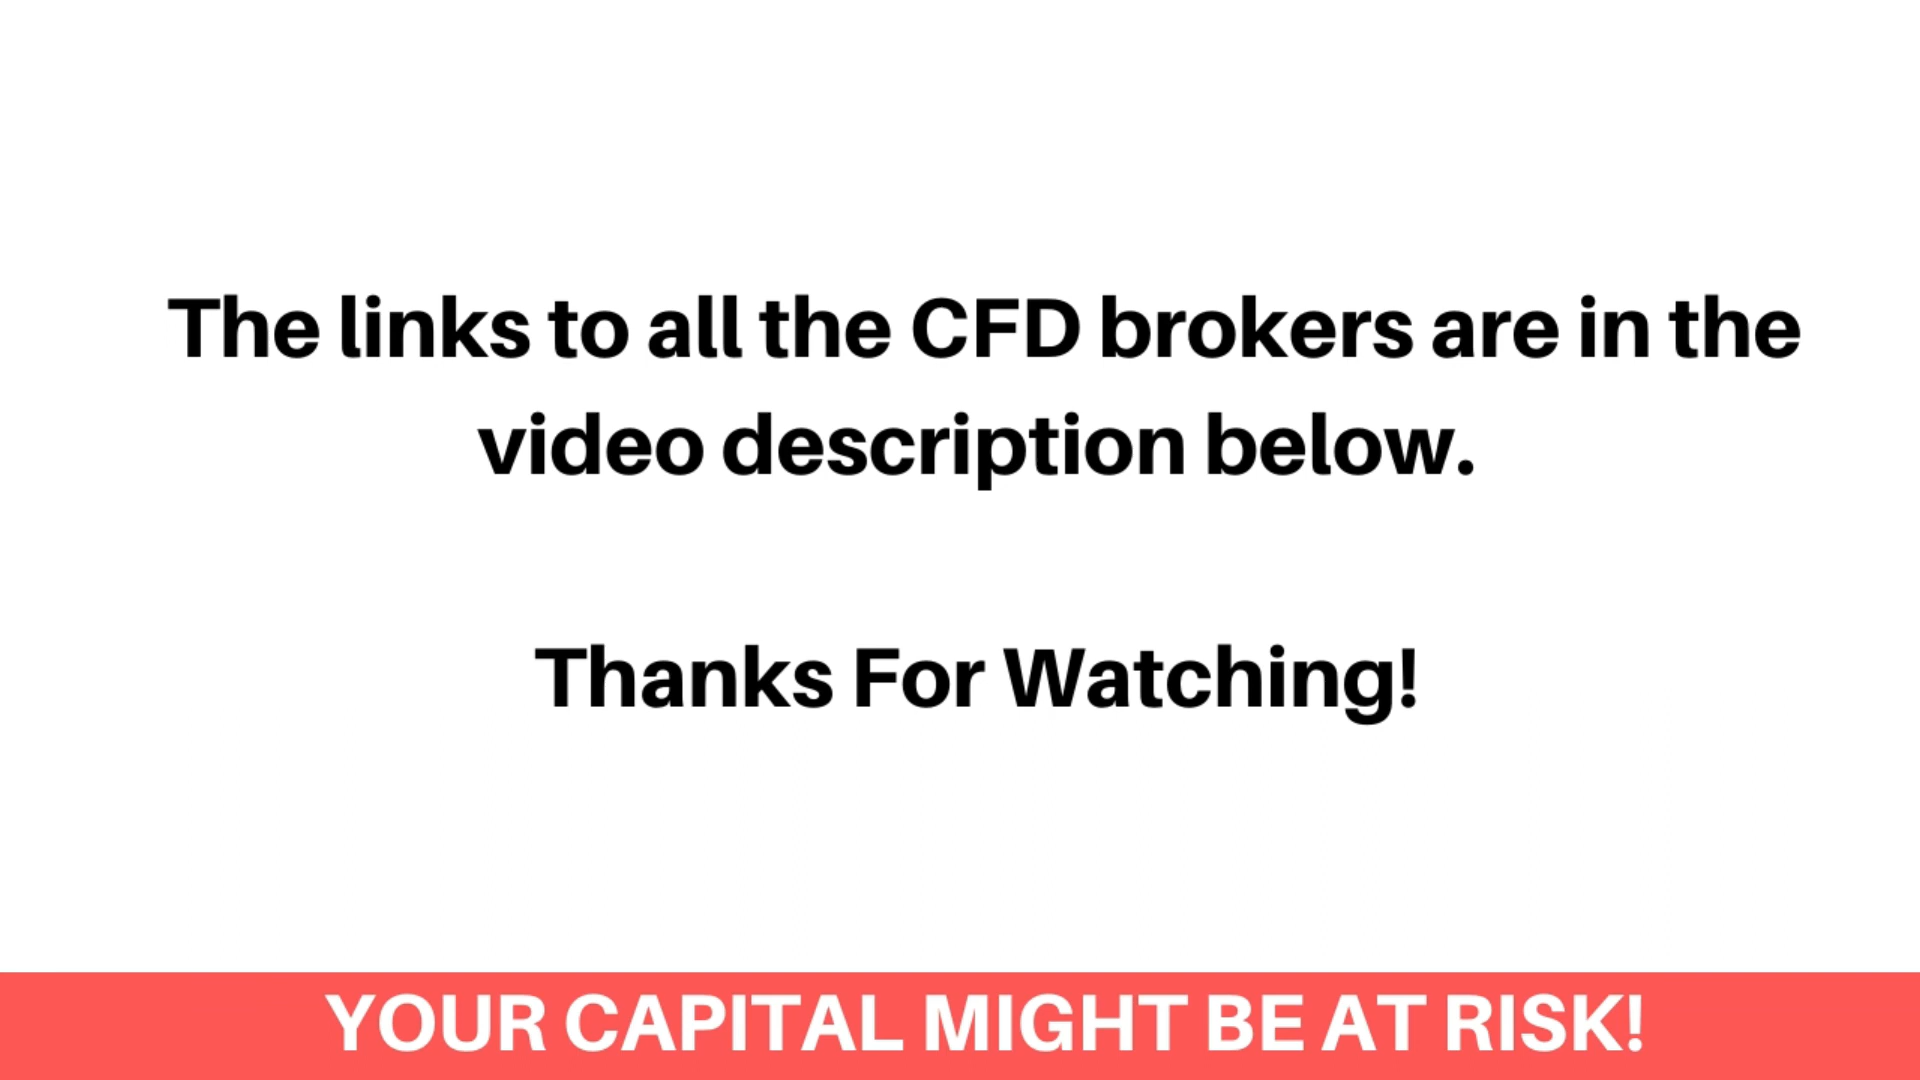 The links to all the CFD brokers are in the
video description below.
Thanks For Watching!
YOUR CAPITAL MIGHT BE AT RISK!